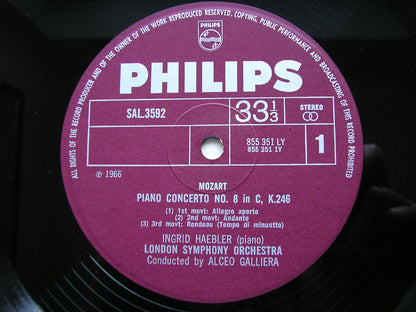 ALL RIGHTS OF THE RECORD PRODUCER AND OF THE OWNER OF THE WORK REPRODUCED RESERVED. COPYING, PUBLIC PERFORMANCE AND BROADCASTING OF THIS RECORD PROHIBITED
PHILIPS
PHILIPS
SAL.3592
33 1/3
STEREO
855 351 LY
855 351 1Y
1
℗ 1966
MOZART
PIANO CONCERTO NO. 8 in C, K.246
(1) 1st movt: Allegro aperto
(2) 2nd movt: Andante
(3) 3rd movt: Rondeau (Tempo di minuetto)
INGRID HAEBLER (piano)
LONDON SYMPHONY ORCHESTRA
Conducted by ALCEO GALLIERA